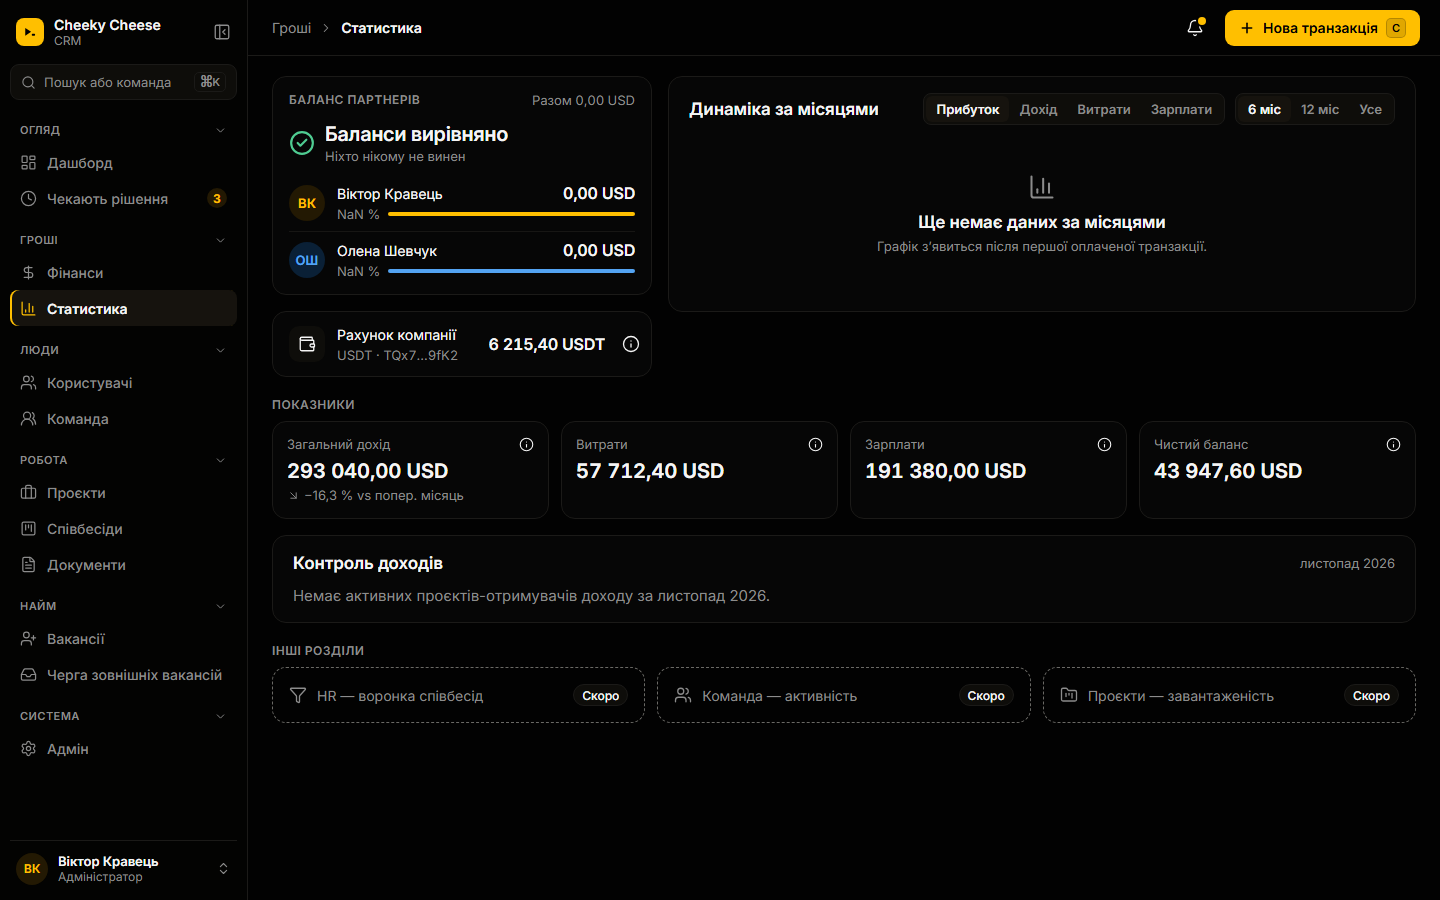 Cheeky Cheese
CRM
Пошук або команда
⌘K
ОГЛЯД
Дашборд
Чекають рішення
3
ГРОШІ
Фінанси
Статистика
ЛЮДИ
Користувачі
Команда
РОБОТА
Проєкти
Співбесіди
Документи
НАЙМ
Вакансії
Черга зовнішніх вакансій
СИСТЕМА
Адмін
ВК
Віктор Кравець
Адміністратор
Гроші
Статистика
Нова транзакція
C
БАЛАНС ПАРТНЕРІВ
Разом 0,00 USD
Баланси вирівняно
Ніхто нікому не винен
ВК
Віктор Кравець
0,00 USD
NaN %
ОШ
Олена Шевчук
0,00 USD
NaN %
Рахунок компанії
USDT · TQx7…9fK2
6 215,40 USDT
Динаміка за місяцями
Прибуток
Дохід
Витрати
Зарплати
6 міс
12 міс
Усе
Ще немає даних за місяцями
Графік з’явиться після першої оплаченої транзакції.
ПОКАЗНИКИ
Загальний дохід
293 040,00 USD
−16,3 % vs попер. місяць
Витрати
57 712,40 USD
Зарплати
191 380,00 USD
Чистий баланс
43 947,60 USD
Контроль доходів
листопад 2026
Немає активних проєктів-отримувачів доходу за листопад 2026.
ІНШІ РОЗДІЛИ
HR — воронка співбесід
Скоро
Команда — активність
Скоро
Проєкти — завантаженість
Скоро